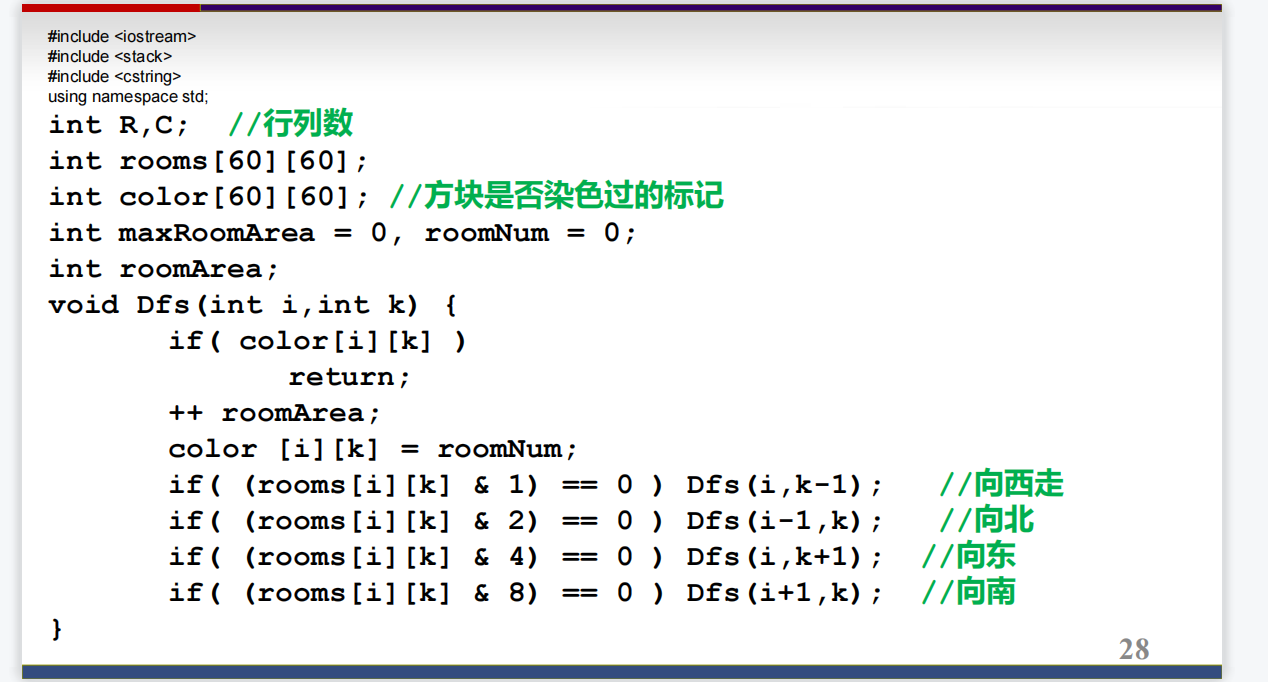 #include <iostream>
#include <stack>
#include <cstring>
using namespace std;
int R,C; //行列数
int rooms[60][60];
int color[60][60]; //方块是否染色过的标记
int maxRoomArea = 0, roomNum = 0;
int roomArea;
void Dfs(int i,int k) {
if( color[i][k] )
return;
++ roomArea;
color [i][k] = roomNum;
if( (rooms[i][k] & 1) == 0 ) Dfs(i,k-1); //向西走
if( (rooms[i][k] & 2) == 0 ) Dfs(i-1,k); //向北
if( (rooms[i][k] & 4) == 0 ) Dfs(i,k+1); //向东
if( (rooms[i][k] & 8) == 0 ) Dfs(i+1,k); //向南
}
28